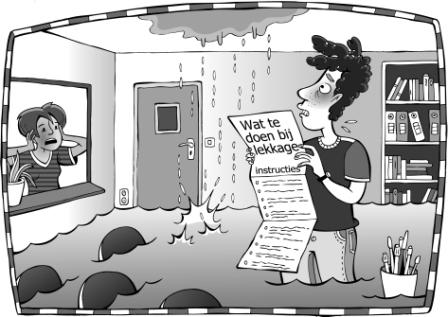 Wat te
doen bij
lekkage
instructies